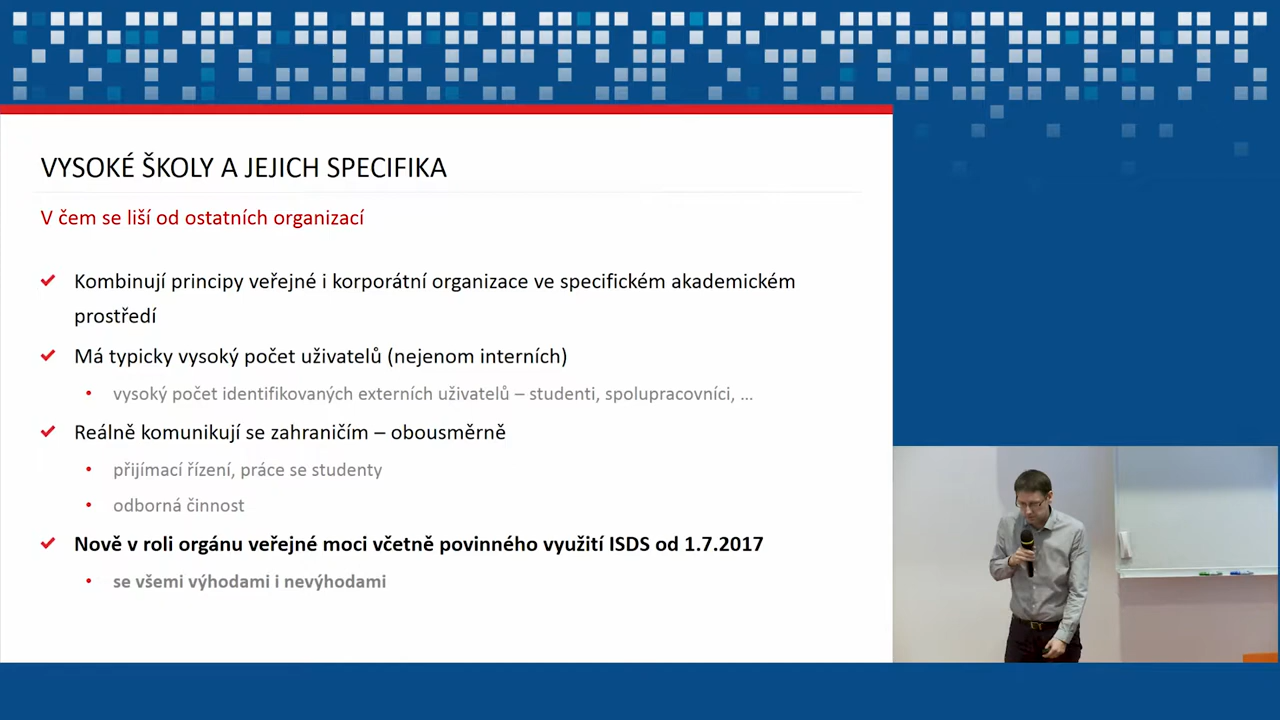 VYSOKÉ ŠKOLY A JEJICH SPECIFIKA
V čem se liší od ostatních organizací
Kombinují principy veřejné i korporátní organizace ve specifickém akademickém
prostředí
Má typicky vysoký počet uživatelů (nejenom interních)
vysoký počet identifikovaných externích uživatelů – studenti, spolupracovníci, ...
Reálně komunikují se zahraničím – obousměrně
přijímací řízení, práce se studenty
odborná činnost
Nově v roli orgánu veřejné moci včetně povinného využití ISDS od 1.7.2017
se všemi výhodami i nevýhodami